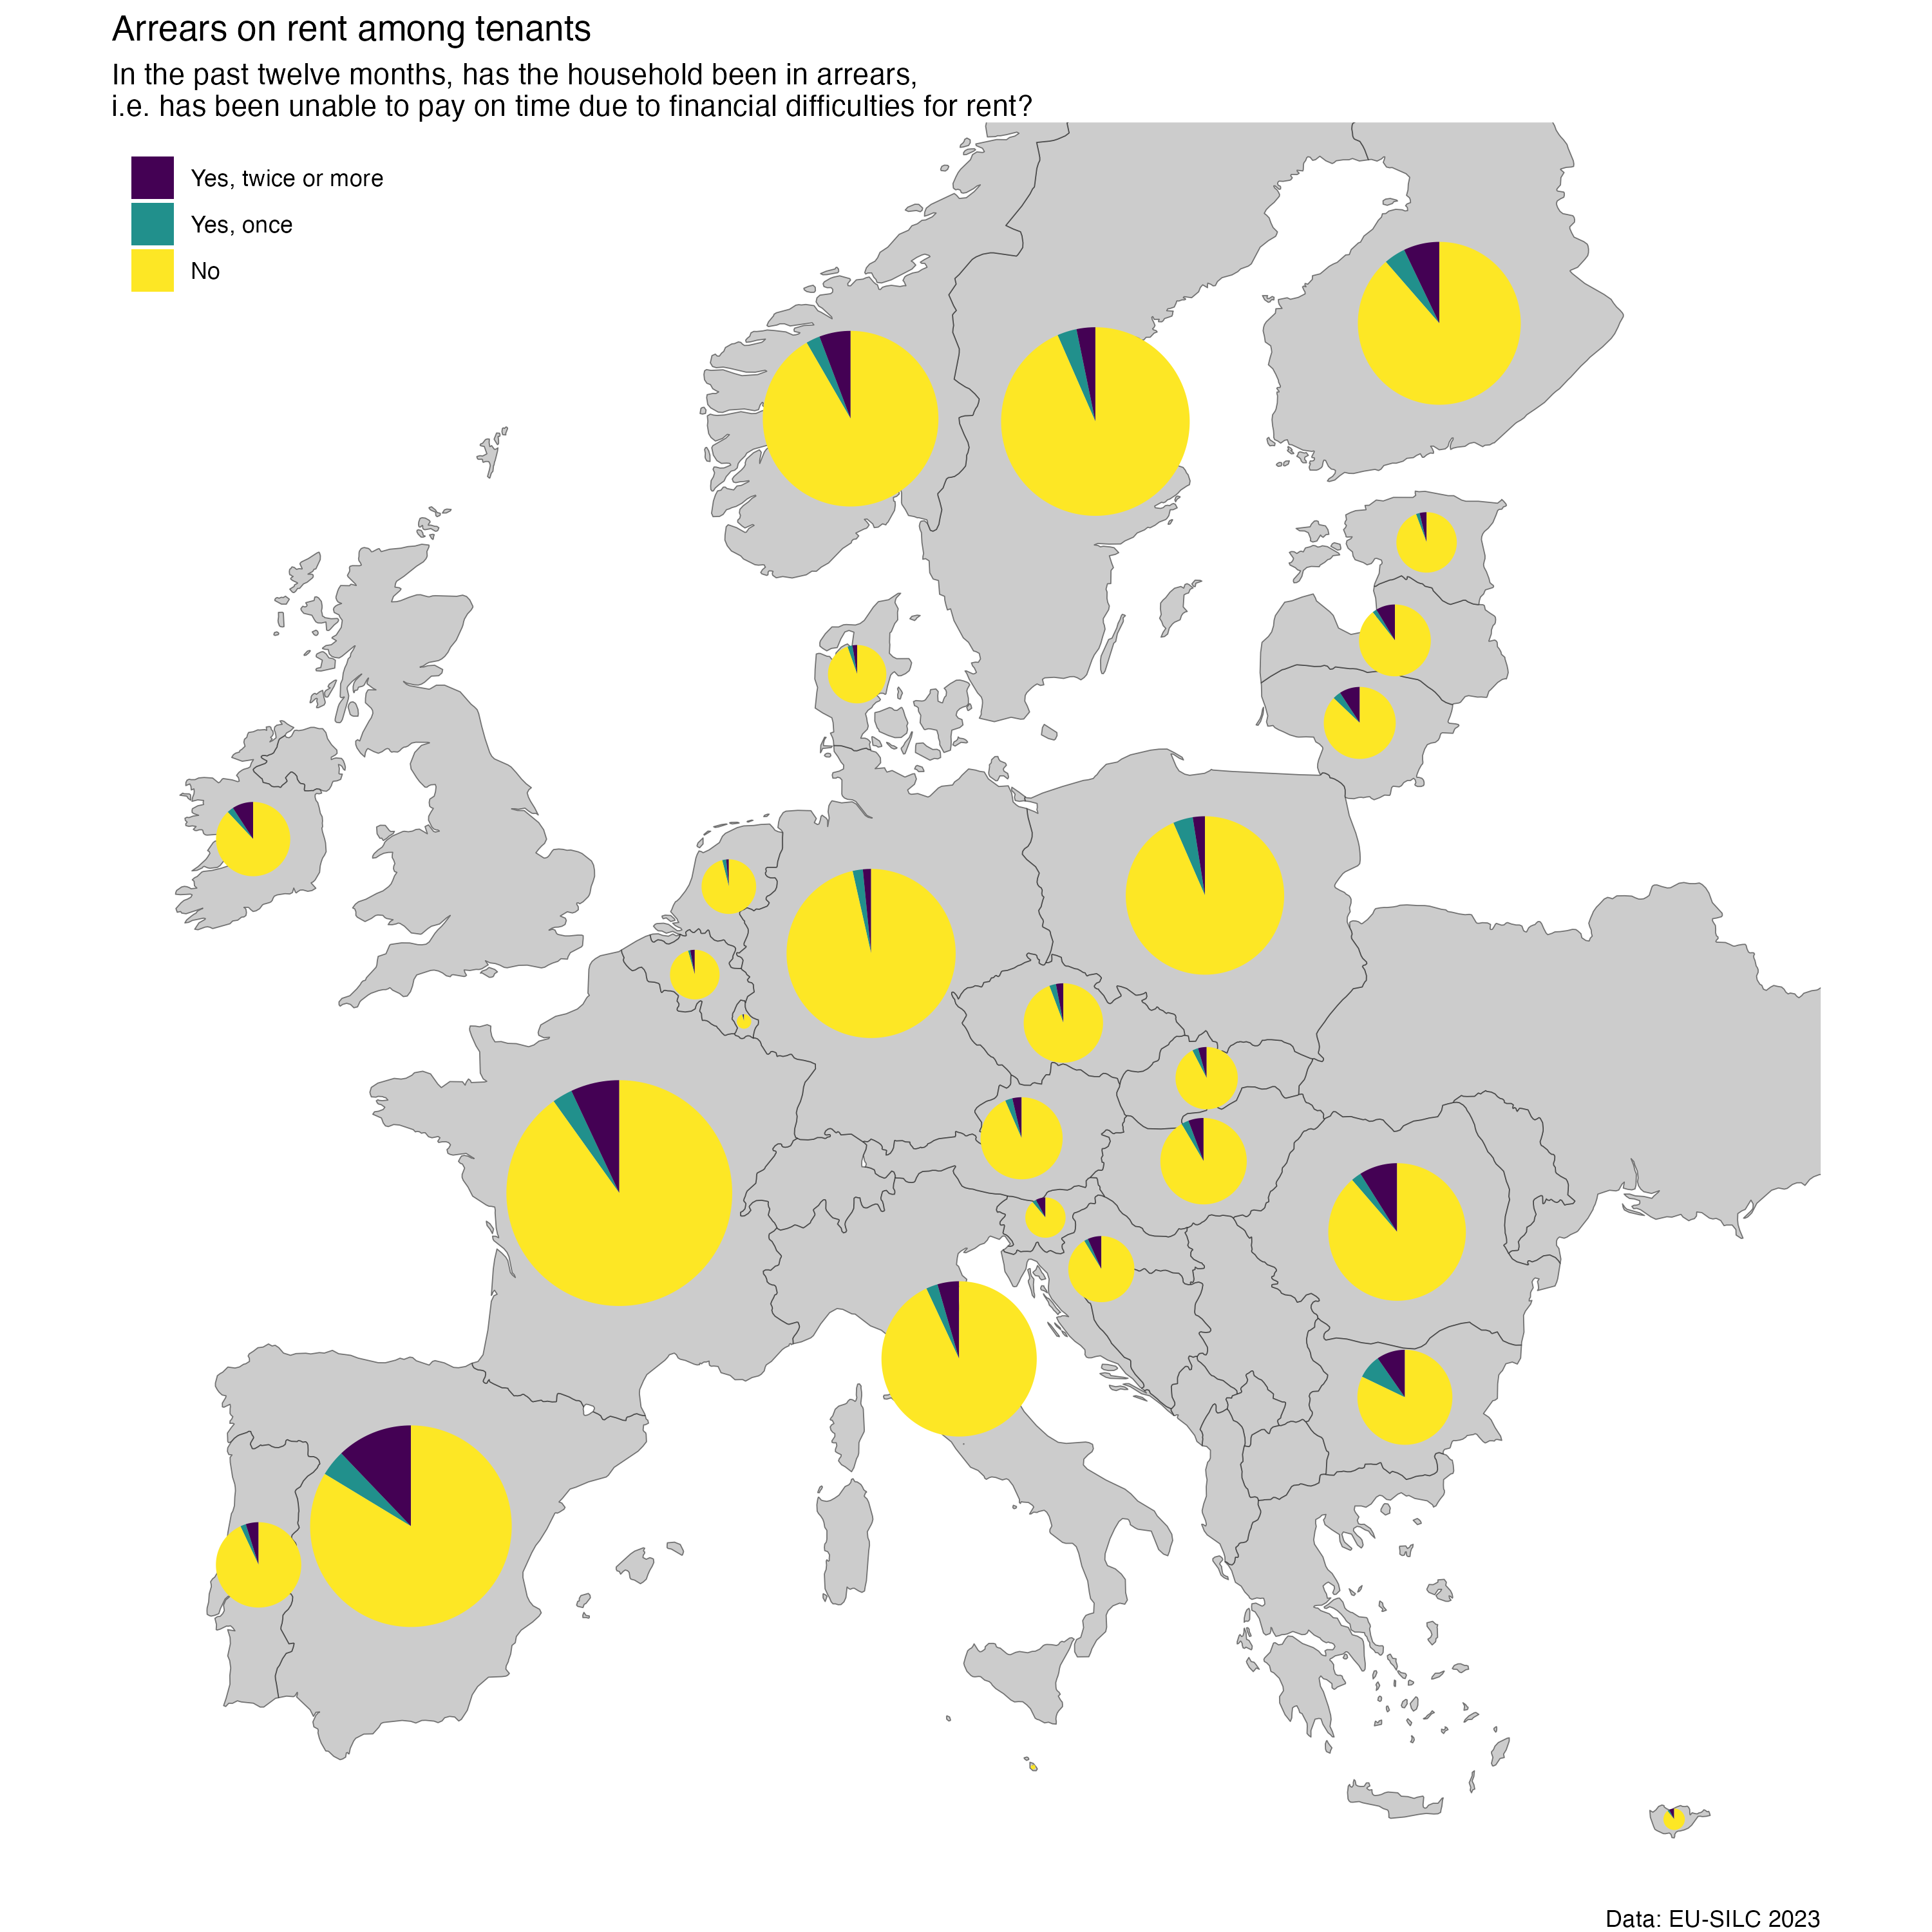 Arrears on rent among tenants
In the past twelve months, has the household been in arrears,
i.e. has been unable to pay on time due to financial difficulties for rent?
Yes, twice or more
Yes, once
No
Data: EU-SILC 2023